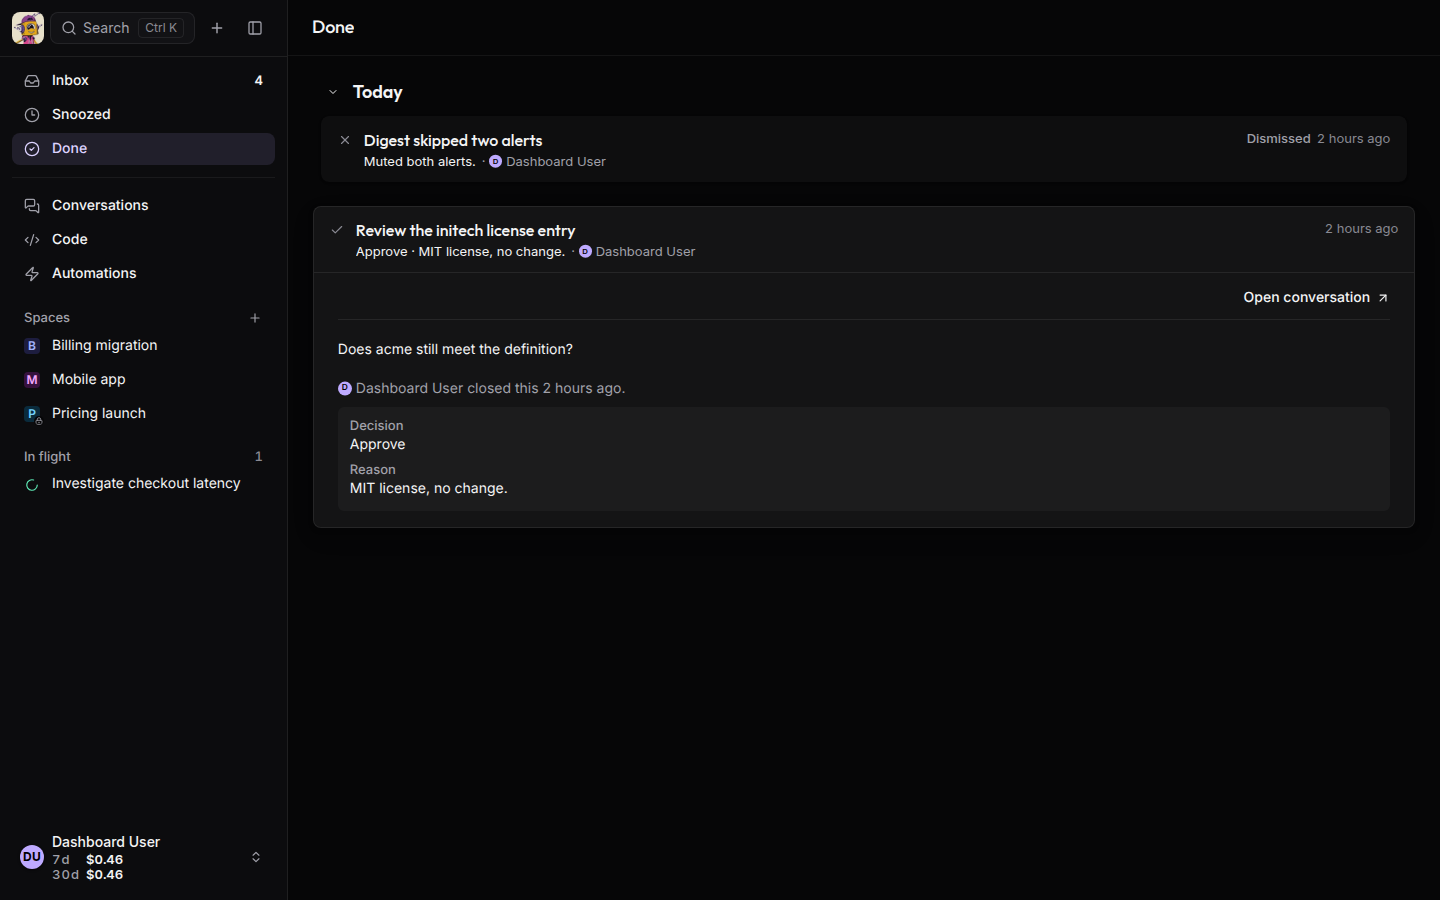 Search Ctrl K
Inbox 4
Snoozed
Done
Conversations
Code
Automations
Spaces
B Billing migration
M Mobile app
P Pricing launch
In flight 1
Investigate checkout latency
DU Dashboard User
7d $0.46
30d $0.46
Done
Today
Digest skipped two alerts Dismissed 2 hours ago
Muted both alerts. · D Dashboard User
Review the initech license entry 2 hours ago
Approve · MIT license, no change. · D Dashboard User
Open conversation
Does acme still meet the definition?
D Dashboard User closed this 2 hours ago.
Decision
Approve
Reason
MIT license, no change.